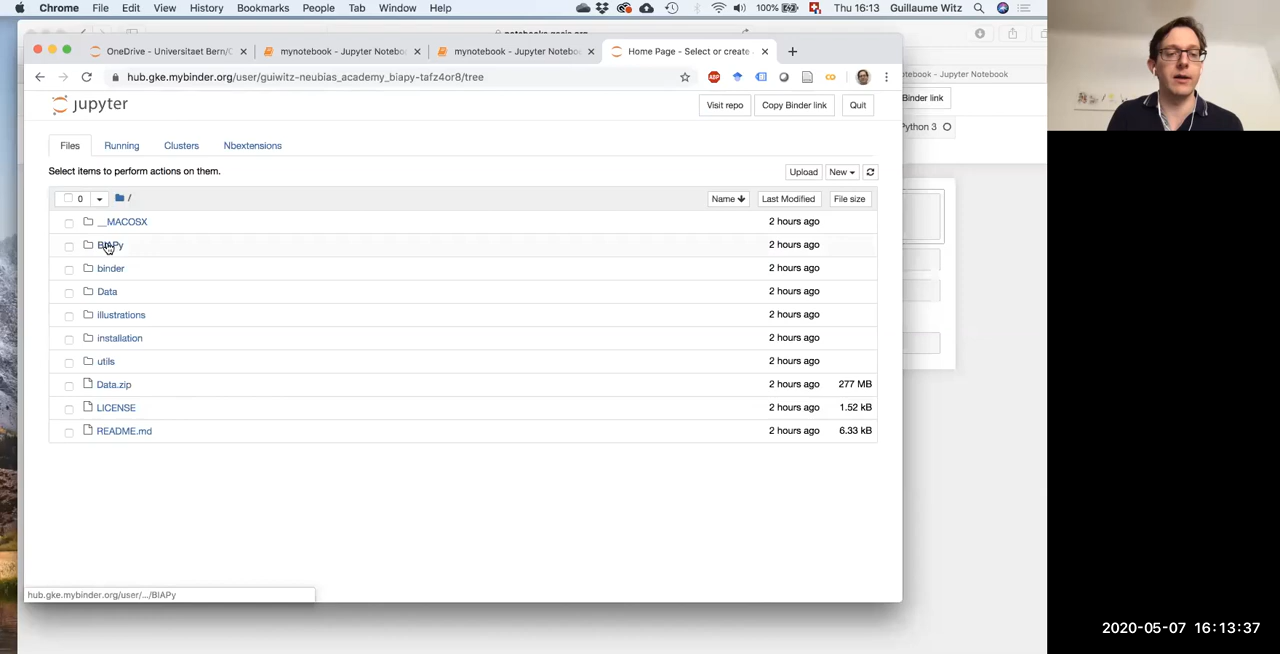 Chrome File Edit View History Bookmarks People Tab Window Help 100% Thu 16:13 Guillaume Witz
OneDrive - Universitaet Bern/ mynotebook - Jupyter Notebo mynotebook - Jupyter Notebo Home Page - Select or create
hub.gke.mybinder.org/user/guiwitz-neubias_academy_biapy-tafz4or8/tree
ABP
otebook - Jupyter Notebook
jupyter
Visit repo Copy Binder link Quit
Binder link
Python 3
Files Running Clusters Nbextensions
Select items to perform actions on them.
Upload New
0 / Name Last Modified File size
__MACOSX 2 hours ago
BIAPy 2 hours ago
binder 2 hours ago
Data 2 hours ago
illustrations 2 hours ago
installation 2 hours ago
utils 2 hours ago
Data.zip 2 hours ago 277 MB
LICENSE 2 hours ago 1.52 kB
README.md 2 hours ago 6.33 kB
hub.gke.mybinder.org/user/.../BIAPy
2020-05-07 16:13:37